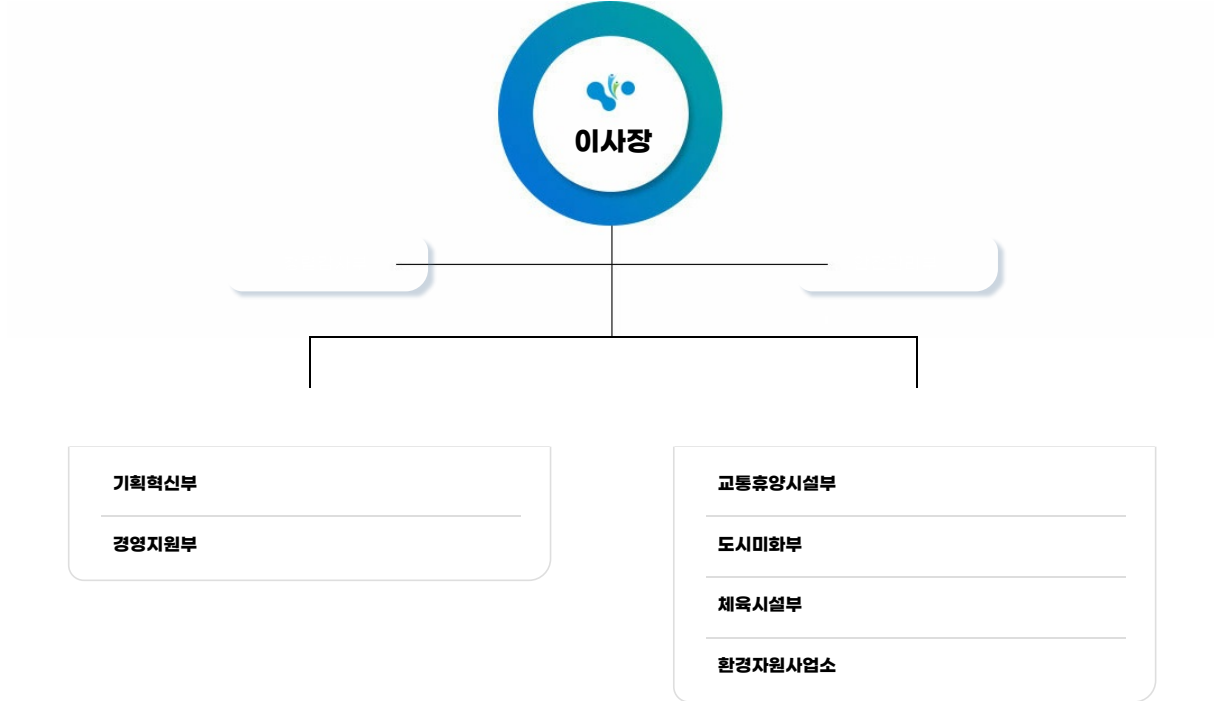 이사장
기획혁신부
경영지원부
교통휴양시설부
도시미화부
체육시설부
환경자원사업소